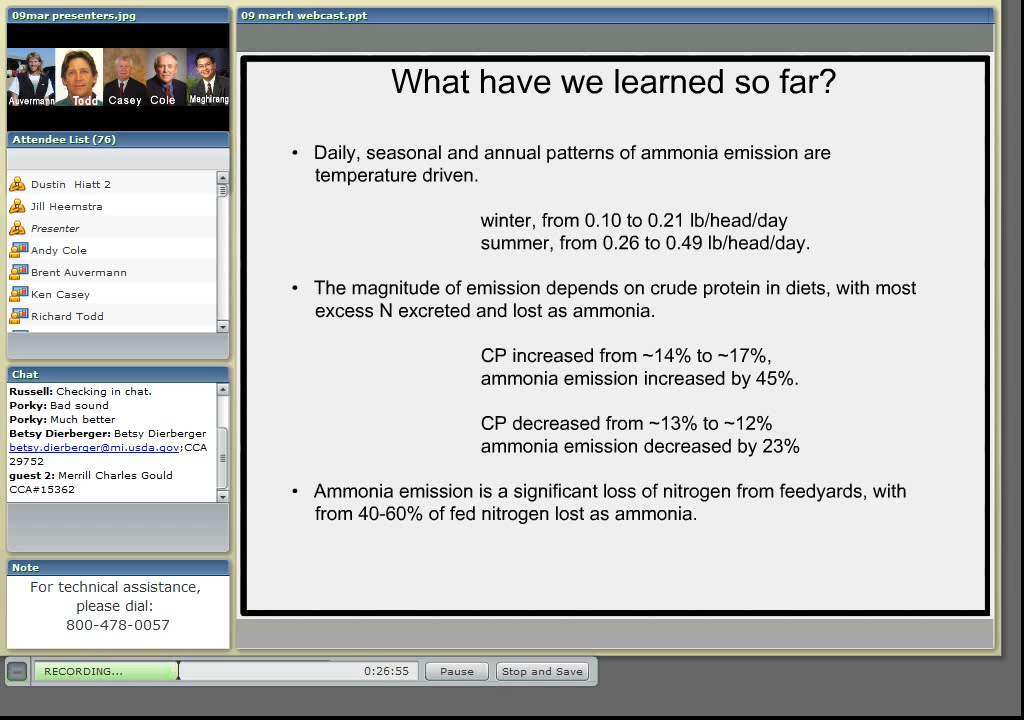 09mar presenters.jpg
Auvermann Todd Casey Cole Maghirang
Attendee List (76)
Dustin Hiatt 2
Jill Heemstra
Presenter
Andy Cole
Brent Auvermann
Ken Casey
Richard Todd
Chat
Russell: Checking in chat.
Porky: Bad sound
Porky: Much better
Betsy Dierberger: Betsy Dierberger
betsy.dierberger@mi.usda.gov;CCA
29752
guest 2: Merrill Charles Gould
CCA#15362
Note
For technical assistance,
please dial:
800-478-0057
09 march webcast.ppt
What have we learned so far?
• Daily, seasonal and annual patterns of ammonia emission are
temperature driven.
winter, from 0.10 to 0.21 lb/head/day
summer, from 0.26 to 0.49 lb/head/day.
• The magnitude of emission depends on crude protein in diets, with most
excess N excreted and lost as ammonia.
CP increased from ~14% to ~17%,
ammonia emission increased by 45%.
CP decreased from ~13% to ~12%
ammonia emission decreased by 23%
• Ammonia emission is a significant loss of nitrogen from feedyards, with
from 40-60% of fed nitrogen lost as ammonia.
RECORDING... 0:26:55 Pause Stop and Save